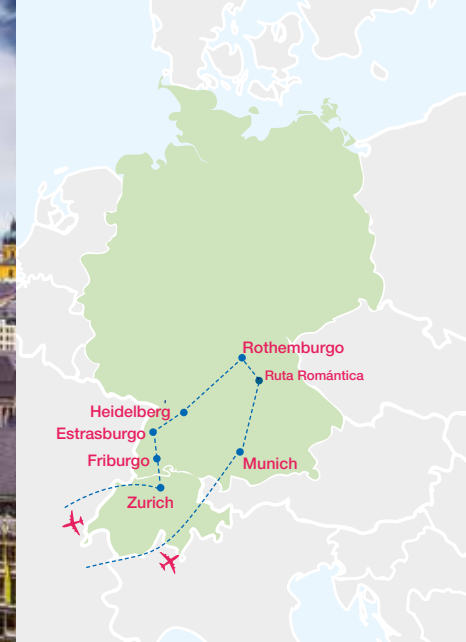 Rothemburgo
Ruta Romántica
Heidelberg
Estrasburgo
Friburgo
Munich
Zurich